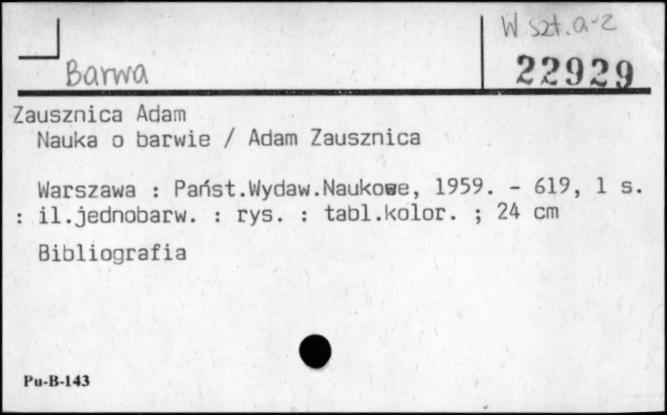 W szt.a-z
Barwa
22929
Zausznica Adam
Nauka o barwie / Adam Zausznica
Warszawa : Państ.Wydaw.Naukowe, 1959. - 619, 1 s.
: il.jednobarw. : rys. : tabl.kolor. ; 24 cm
Bibliografia
Pu-B-143